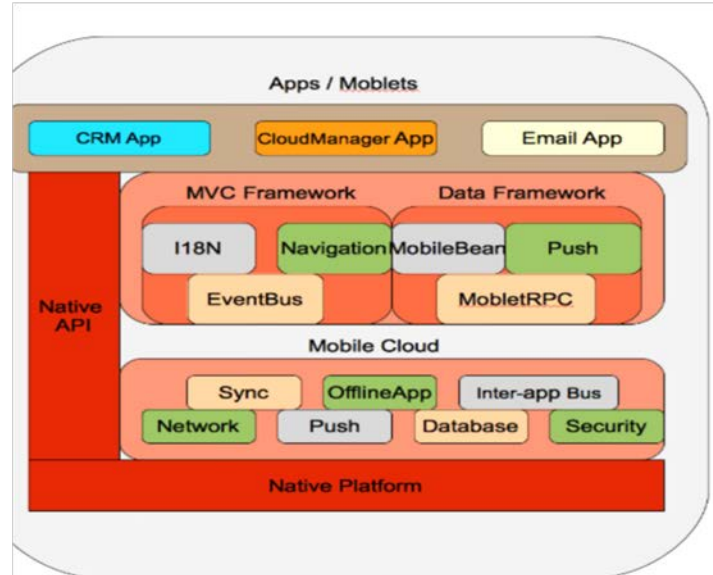 Apps / Moblets
CRM App
CloudManager App
Email App
MVC Framework
Data Framework
I18N
Navigation
MobileBean
Push
EventBus
MobletRPC
Native
API
Mobile Cloud
Sync
OfflineApp
Inter-app Bus
Network
Push
Database
Security
Native Platform